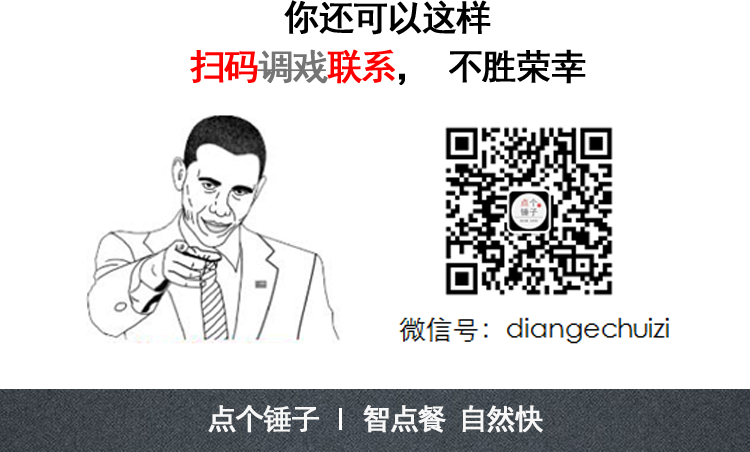 你还可以这样
扫码调戏联系， 不胜荣幸
点个
锤子
微信号：diangechuizi
点个锤子 | 智点餐 自然快